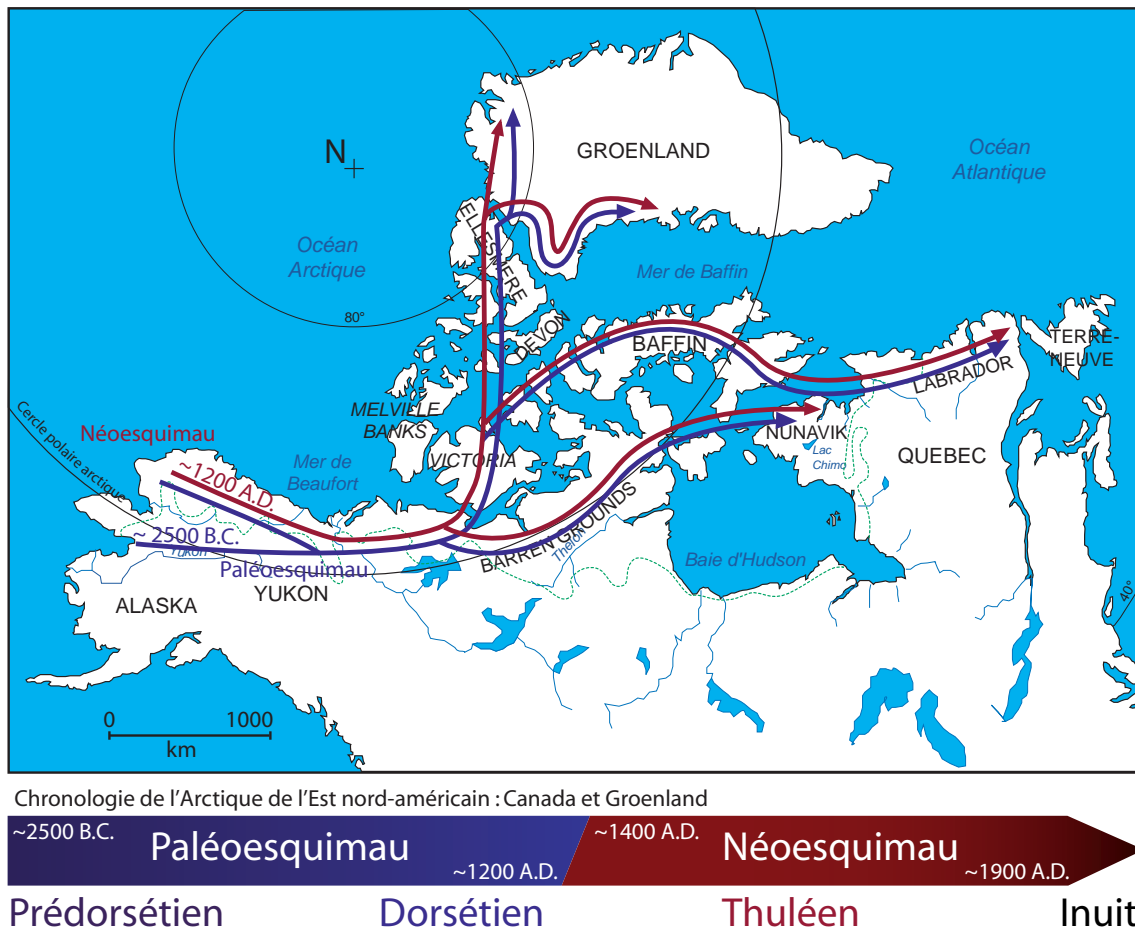 GROENLAND
Océan
Atlantique
N
ELLESMERE
Océan
Arctique
Mer de Baffin
80°
DEVON
BAFFIN
TERRE-
NEUVE
LABRADOR
MELVILLE
BANKS
Cercle polaire arctique
Néoesquimau
NUNAVIK
VICTORIA
Lac
Chimo
QUEBEC
Mer de
Beaufort
~1200 A.D.
BARREN GROUNDS
~ 2500 B.C.
Yukon
Thelon
Baie d'Hudson
Paléoesquimau
YUKON
ALASKA
40°
0 1000
km
Chronologie de l'Arctique de l'Est nord-américain : Canada et Groenland
~2500 B.C. Paléoesquimau ~1200 A.D.
~1400 A.D. Néoesquimau ~1900 A.D.
Prédorsétien Dorsétien Thuléen Inuit